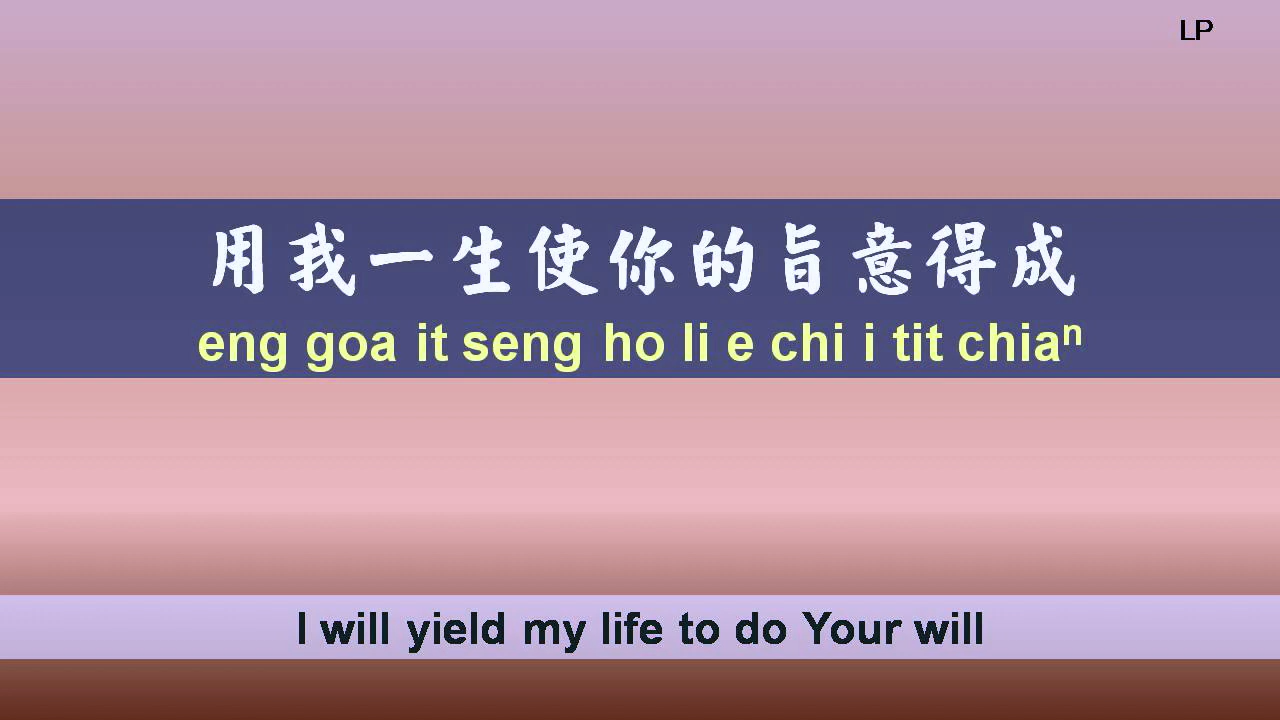 LP
用我一生使你的旨意得成
eng goa it seng ho li e chi i tit chiaⁿ
I will yield my life to do Your will